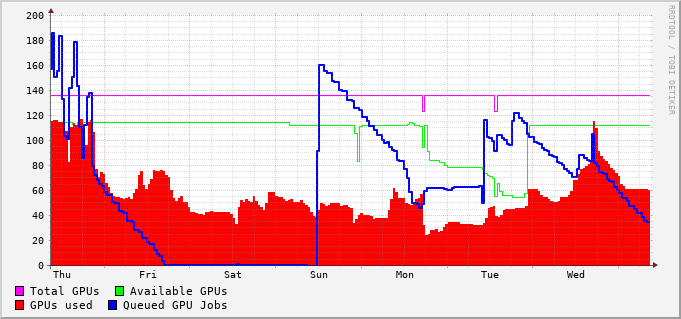 200
180
160
140
120
100
80
60
40
20
0
Thu Fri Sat Sun Mon Tue Wed
Total GPUs Available GPUs
GPUs used Queued GPU Jobs
RRDTOOL / TOBI OETIKER